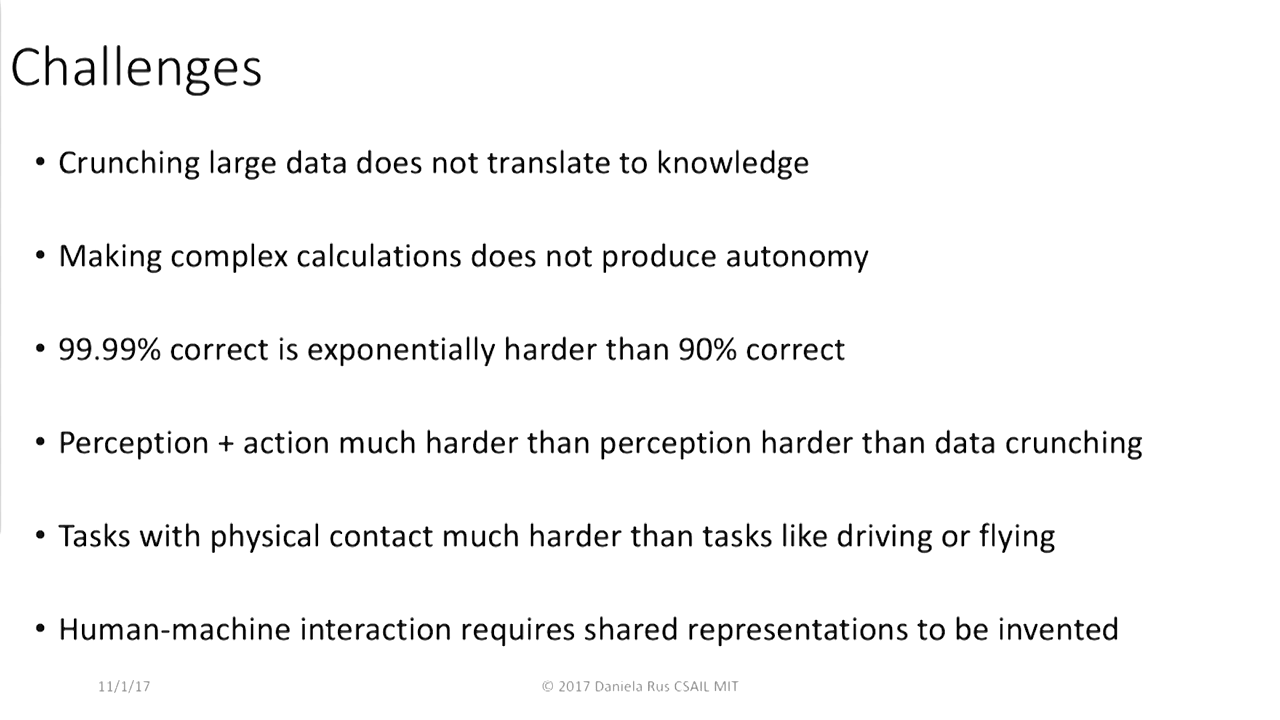 Challenges
• Crunching large data does not translate to knowledge
• Making complex calculations does not produce autonomy
• 99.99% correct is exponentially harder than 90% correct
• Perception + action much harder than perception harder than data crunching
• Tasks with physical contact much harder than tasks like driving or flying
• Human-machine interaction requires shared representations to be invented
11/1/17
© 2017 Daniela Rus CSAIL MIT